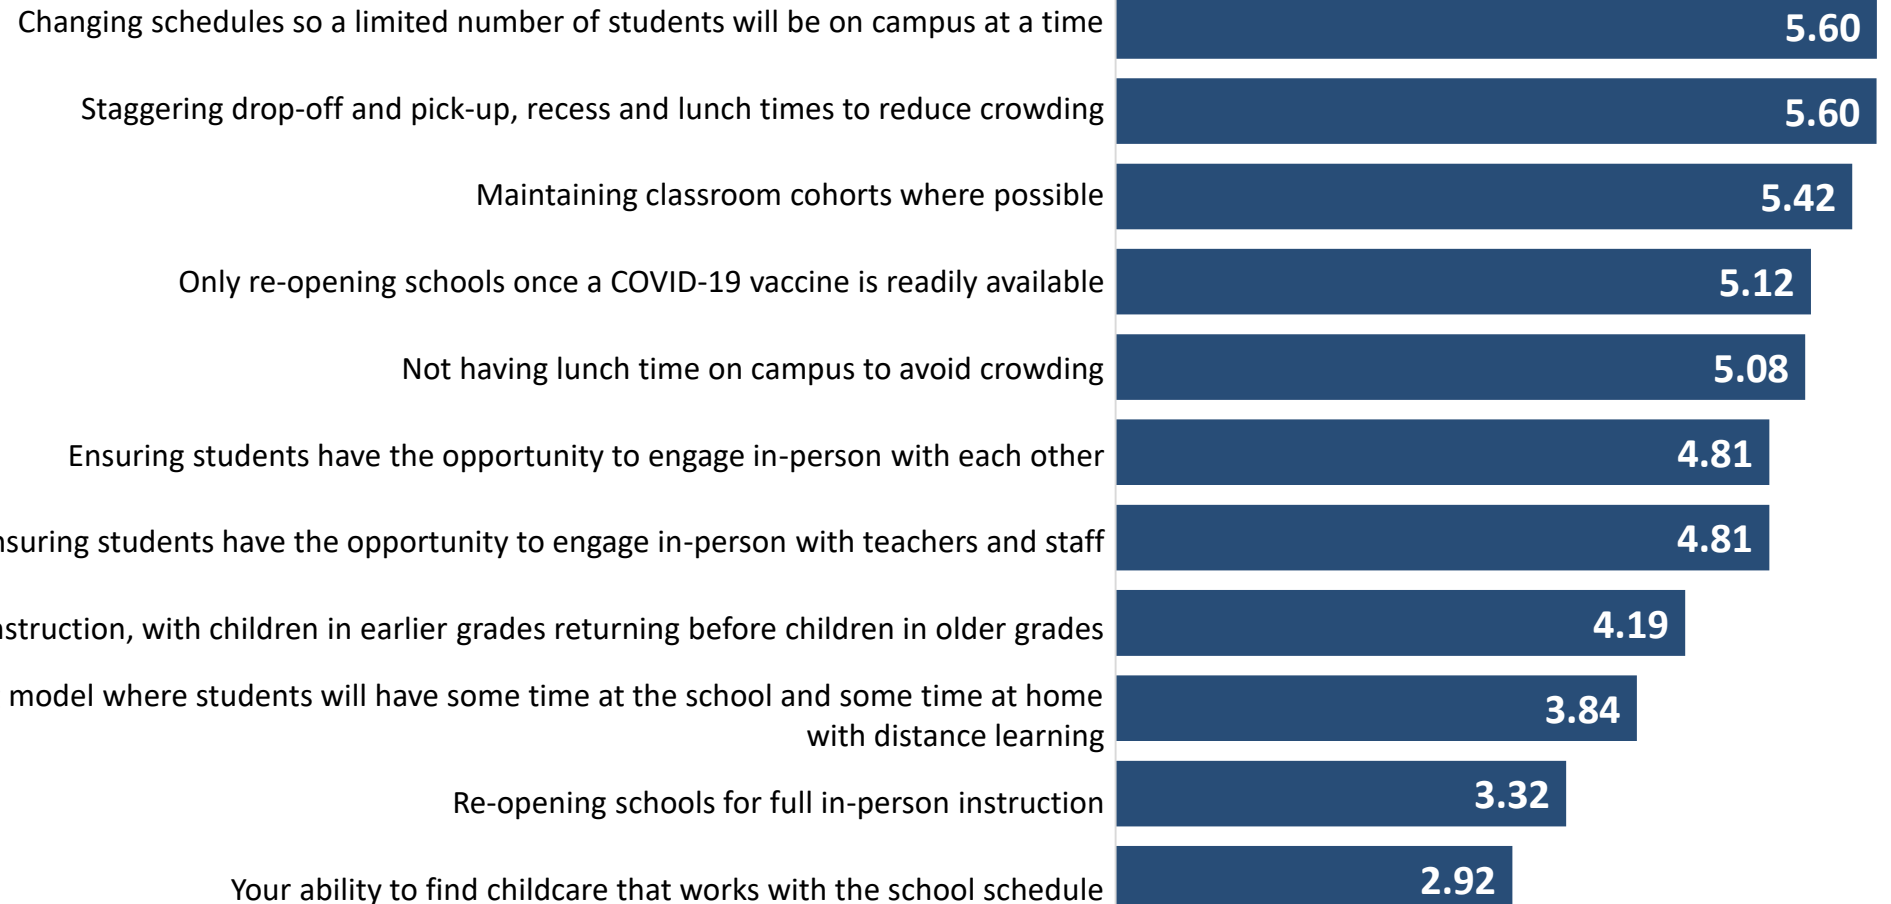 Changing schedules so a limited number of students will be on campus at a time 5.60
Staggering drop-off and pick-up, recess and lunch times to reduce crowding 5.60
Maintaining classroom cohorts where possible 5.42
Only re-opening schools once a COVID-19 vaccine is readily available 5.12
Not having lunch time on campus to avoid crowding 5.08
Ensuring students have the opportunity to engage in-person with each other 4.81
nsuring students have the opportunity to engage in-person with teachers and staff 4.81
nstruction, with children in earlier grades returning before children in older grades 4.19
model where students will have some time at the school and some time at home
with distance learning 3.84
Re-opening schools for full in-person instruction 3.32
Your ability to find childcare that works with the school schedule 2.92